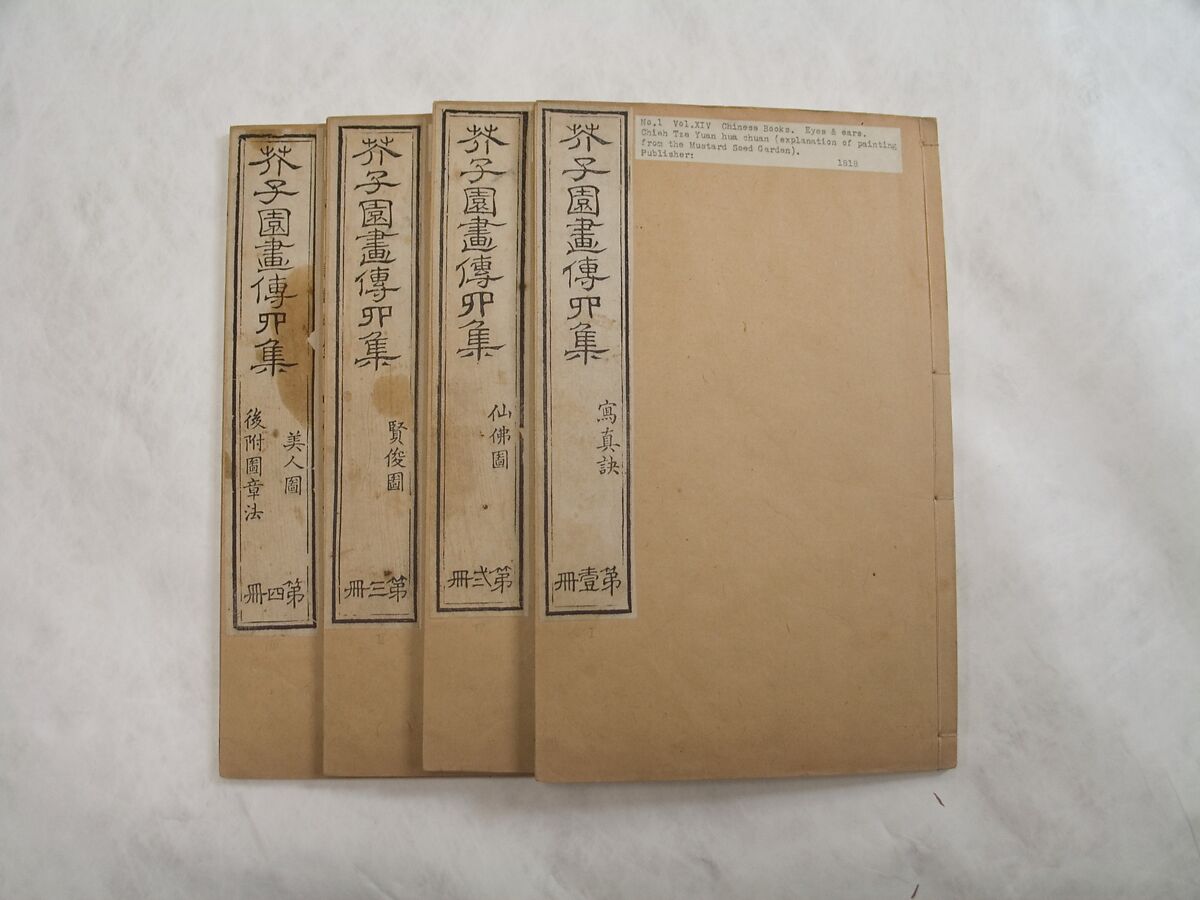 No.1 Vol.XIV Chinese Books. Eyes & ears.
Chieh Tze Yuan hua chuan (explanation of painting
from the Mustard Seed Garden).
Publisher: 1818
芥子園畫傳四集
寫真訣
第壹冊
芥子園畫傳四集
仙佛圖
第弍冊
芥子園畫傳四集
賢俊圖
第三冊
芥子園畫傳四集
美人圖
後附圖章法
第四冊